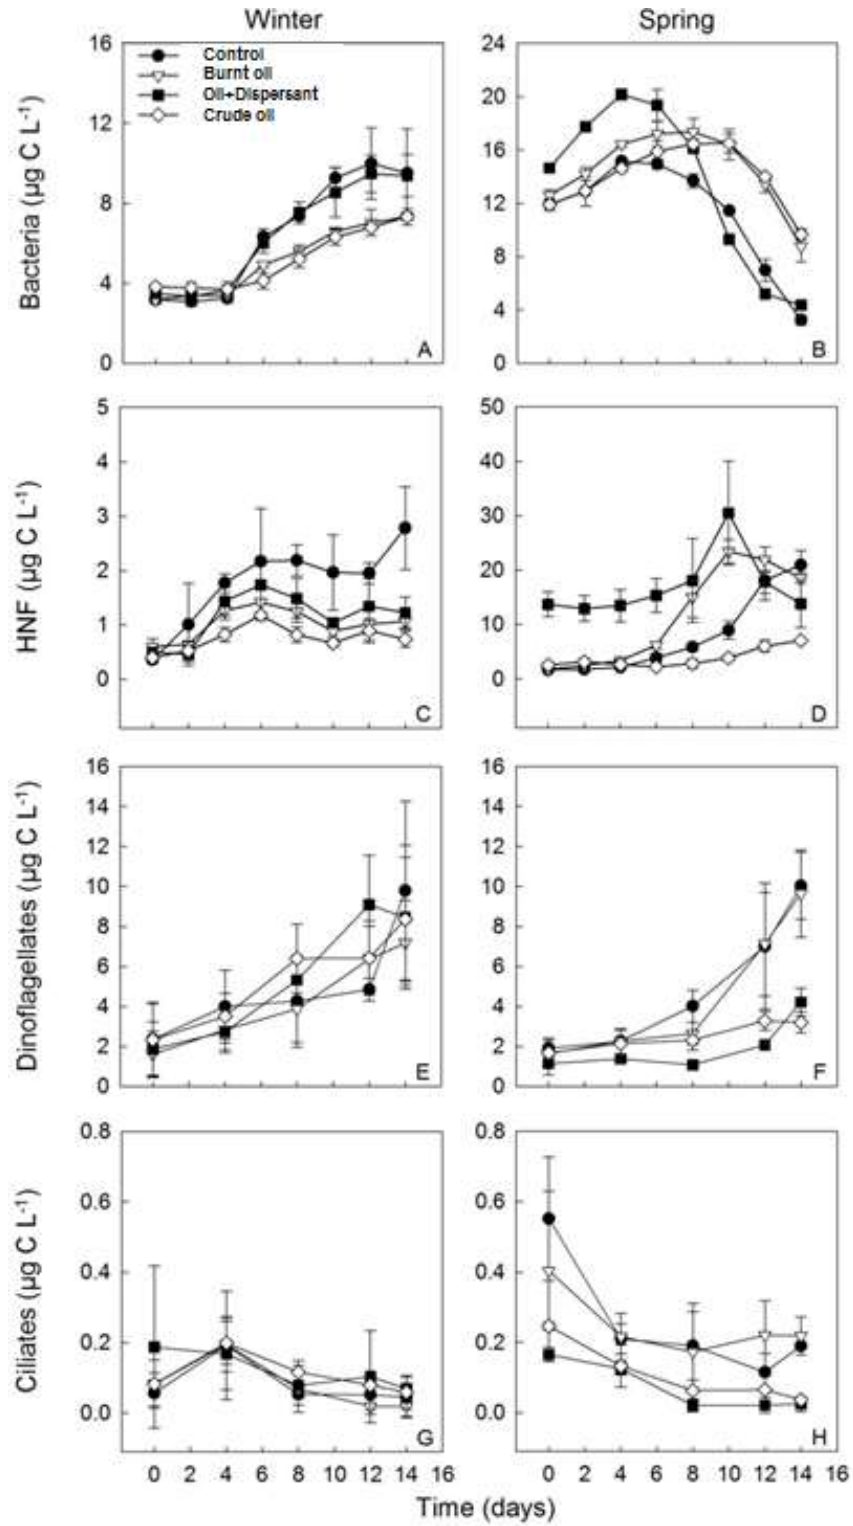 Winter
Spring
Bacteria (µg C L⁻¹)
16
12
8
4
0
Control
Burnt oil
Oil+Dispersant
Crude oil
A
24
20
16
12
8
4
0
B
HNF (µg C L⁻¹)
5
4
3
2
1
0
C
50
40
30
20
10
0
D
Dinoflagellates (µg C L⁻¹)
16
14
12
10
8
6
4
2
0
E
16
14
12
10
8
6
4
2
0
F
Ciliates (µg C L⁻¹)
0.8
0.6
0.4
0.2
0.0
G
0.8
0.6
0.4
0.2
0.0
H
0 2 4 6 8 10 12 14 16
0 2 4 6 8 10 12 14 16
Time (days)